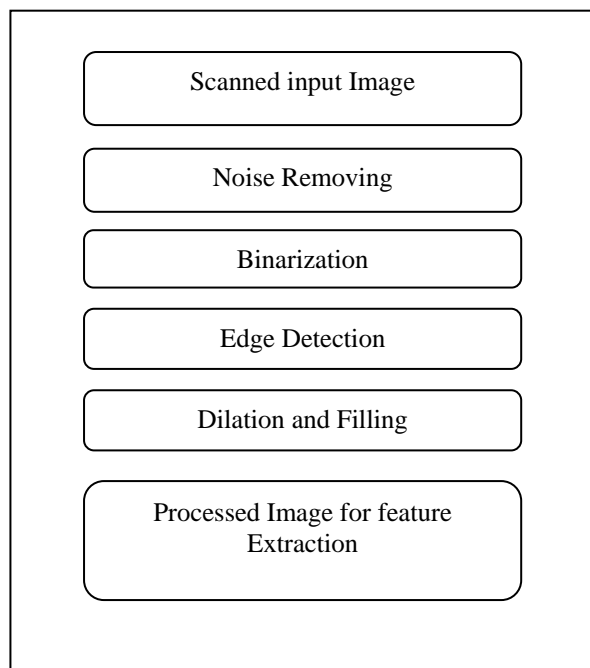 Scanned input Image
Noise Removing
Binarization
Edge Detection
Dilation and Filling
Processed Image for feature
Extraction